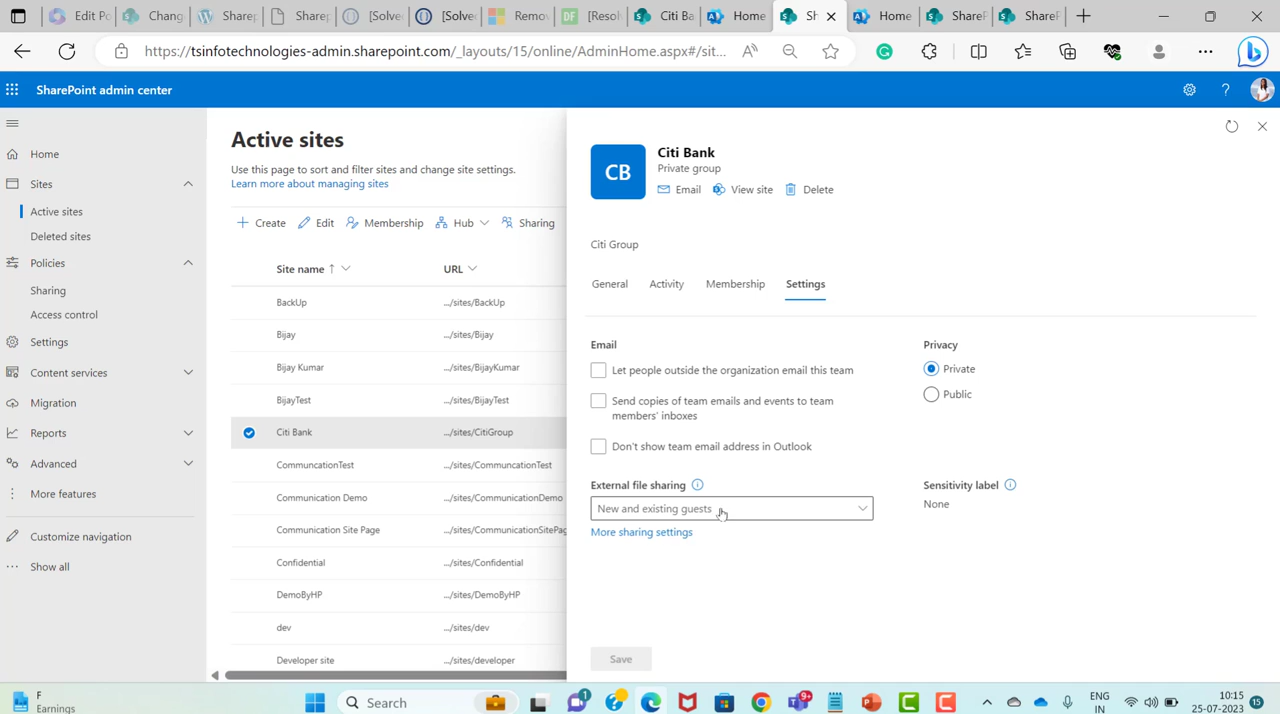 Edit Po
Chang
Sharep
Sharep
[Solve
[Solve
Remo
DF
[Resol
Citi Ba
Home
Sh
Home
ShareP
ShareP
https://tsinfotechnologies-admin.sharepoint.com/_layouts/15/online/AdminHome.aspx#/sit...
SharePoint admin center
?
Home
Sites
Active sites
Deleted sites
Policies
Sharing
Access control
Settings
Content services
Migration
Reports
Advanced
More features
Customize navigation
Show all
Active sites
Use this page to sort and filter sites and change site settings.
Learn more about managing sites
Create
Edit
Membership
Hub
Sharing
Site name ↑
URL
BackUp
.../sites/BackUp
Bijay
.../sites/Bijay
Bijay Kumar
.../sites/BijayKumar
BijayTest
.../sites/BijayTest
Citi Bank
.../sites/CitiGroup
CommuncationTest
.../sites/CommuncationTest
Communication Demo
.../sites/CommunicationDemo
Communication Site Page
.../sites/CommunicationSitePag
Confidential
.../sites/Confidential
DemoByHP
.../sites/DemoByHP
dev
.../sites/dev
Developer site
.../sites/developer
CB
Citi Bank
Private group
Email
View site
Delete
Citi Group
General
Activity
Membership
Settings
Email
Let people outside the organization email this team
Send copies of team emails and events to team
members' inboxes
Don't show team email address in Outlook
Privacy
Private
Public
External file sharing
New and existing guests
More sharing settings
Sensitivity label
None
Save
F
Earnings
Search
1
9+
ENG
IN
10:15
25-07-2023
15